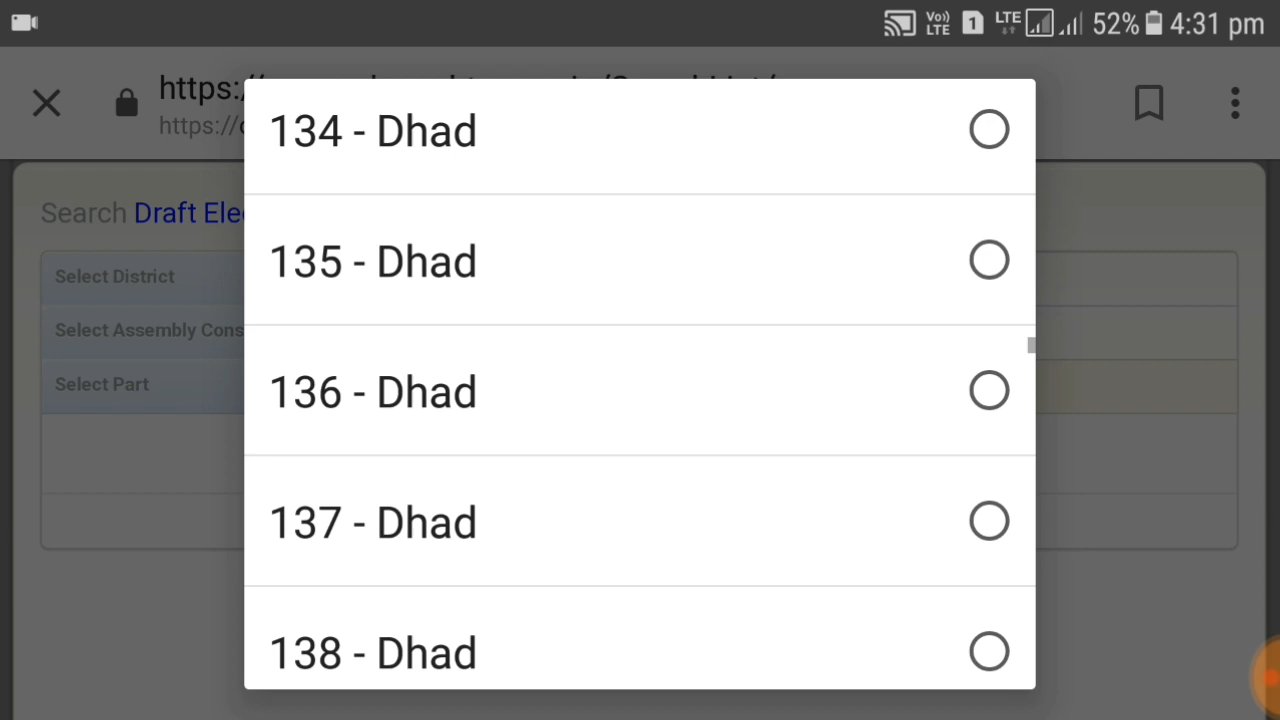 Vo)) LTE 1 LTE 52% 4:31 pm
https:/
https://
134 - Dhad
Search Draft Ele
135 - Dhad
Select District
Select Assembly Cons
136 - Dhad
Select Part
137 - Dhad
138 - Dhad